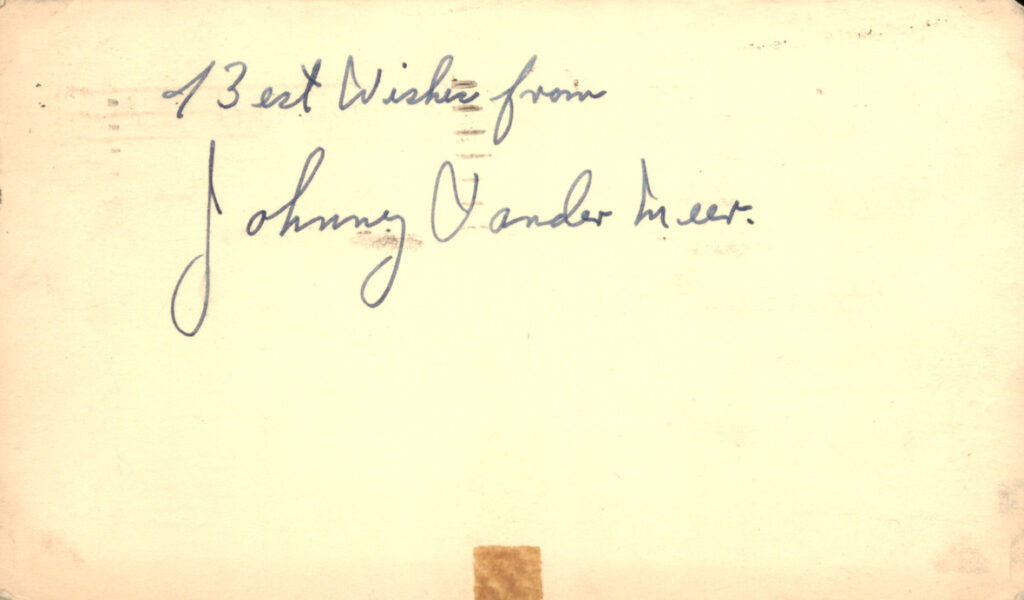 Best Wishes from
Johnny Vander Meer.